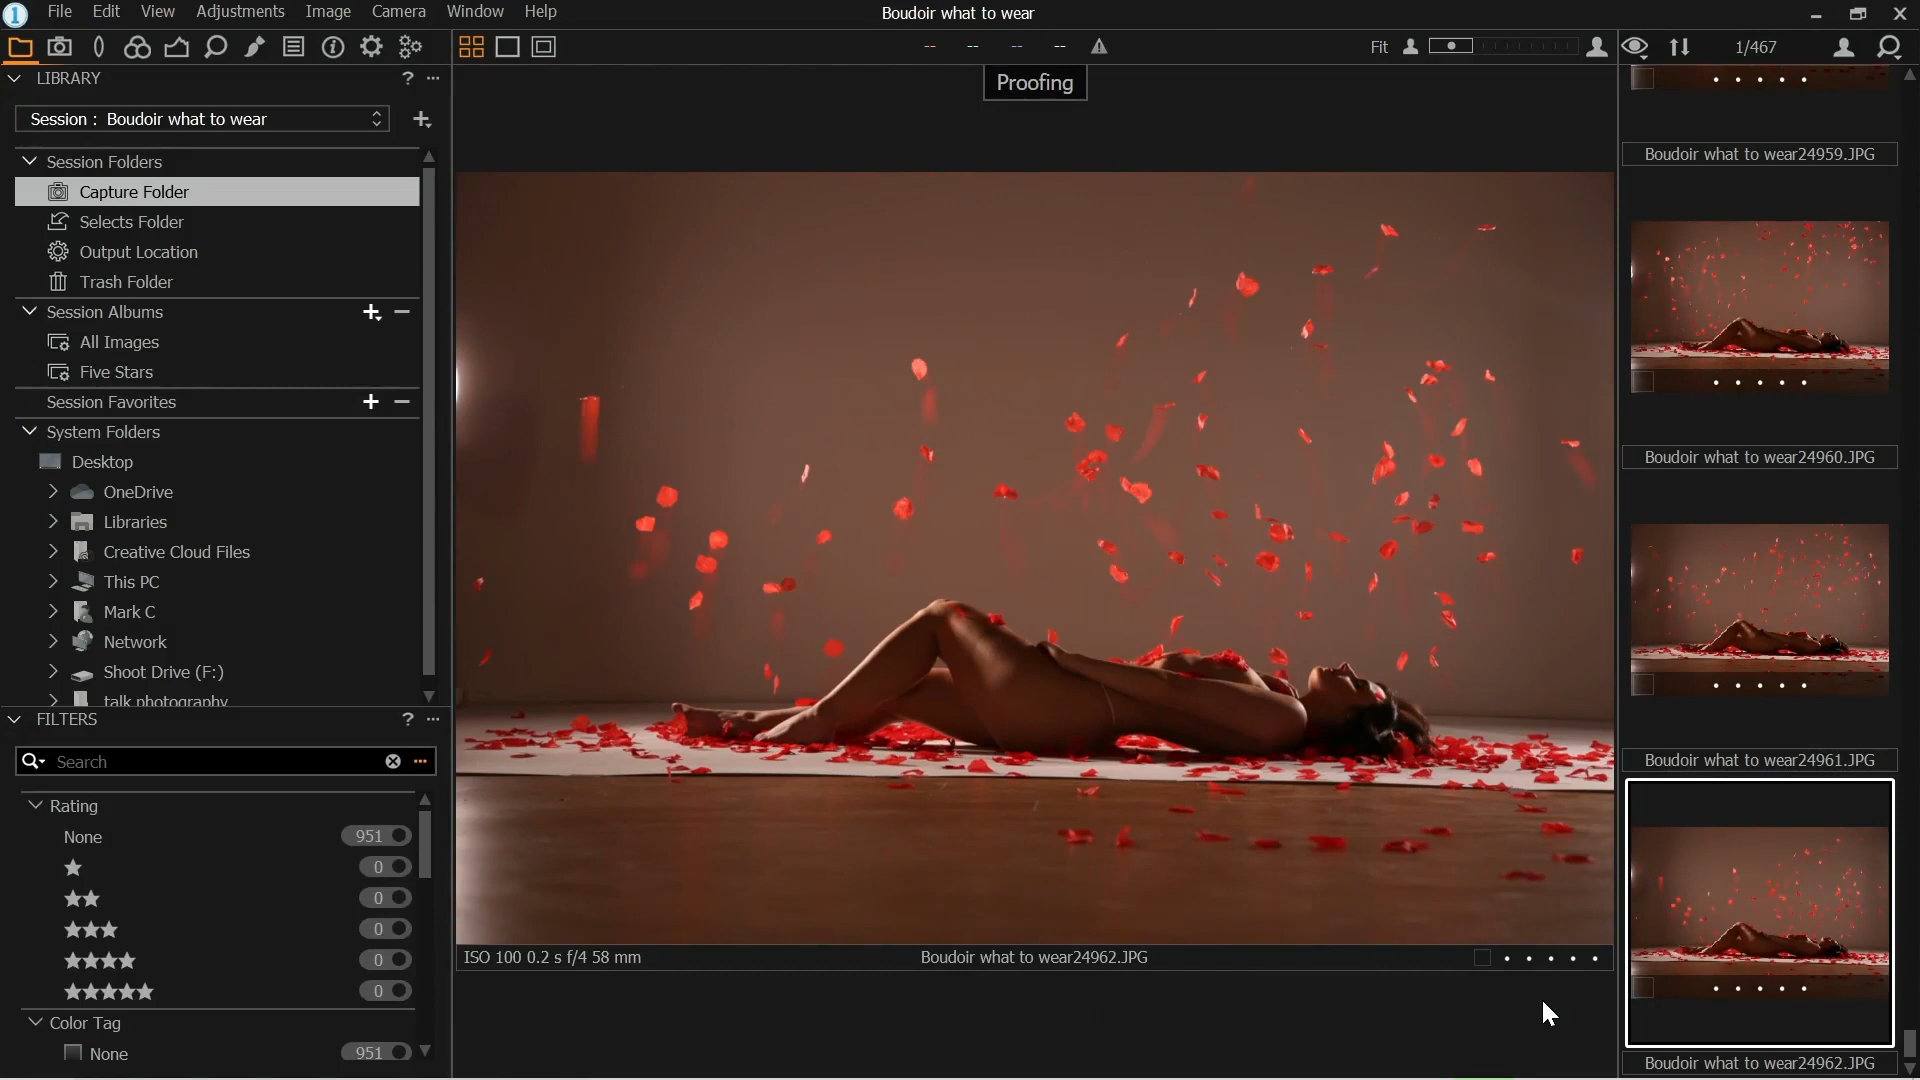 File Edit View Adjustments Image Camera Window Help
Boudoir what to wear
Fit
1/467
LIBRARY
?
Proofing
Session : Boudoir what to wear
Session Folders
Capture Folder
Selects Folder
Output Location
Trash Folder
Session Albums
All Images
Five Stars
Session Favorites
System Folders
Desktop
OneDrive
Libraries
Creative Cloud Files
This PC
Mark C
Network
Shoot Drive (F:)
talk photography
FILTERS
?
Search
Rating
None 951
0
0
0
0
0
Color Tag
None 951
ISO 100 0.2 s f/4 58 mm
Boudoir what to wear24962.JPG
Boudoir what to wear24959.JPG
Boudoir what to wear24960.JPG
Boudoir what to wear24961.JPG
Boudoir what to wear24962.JPG